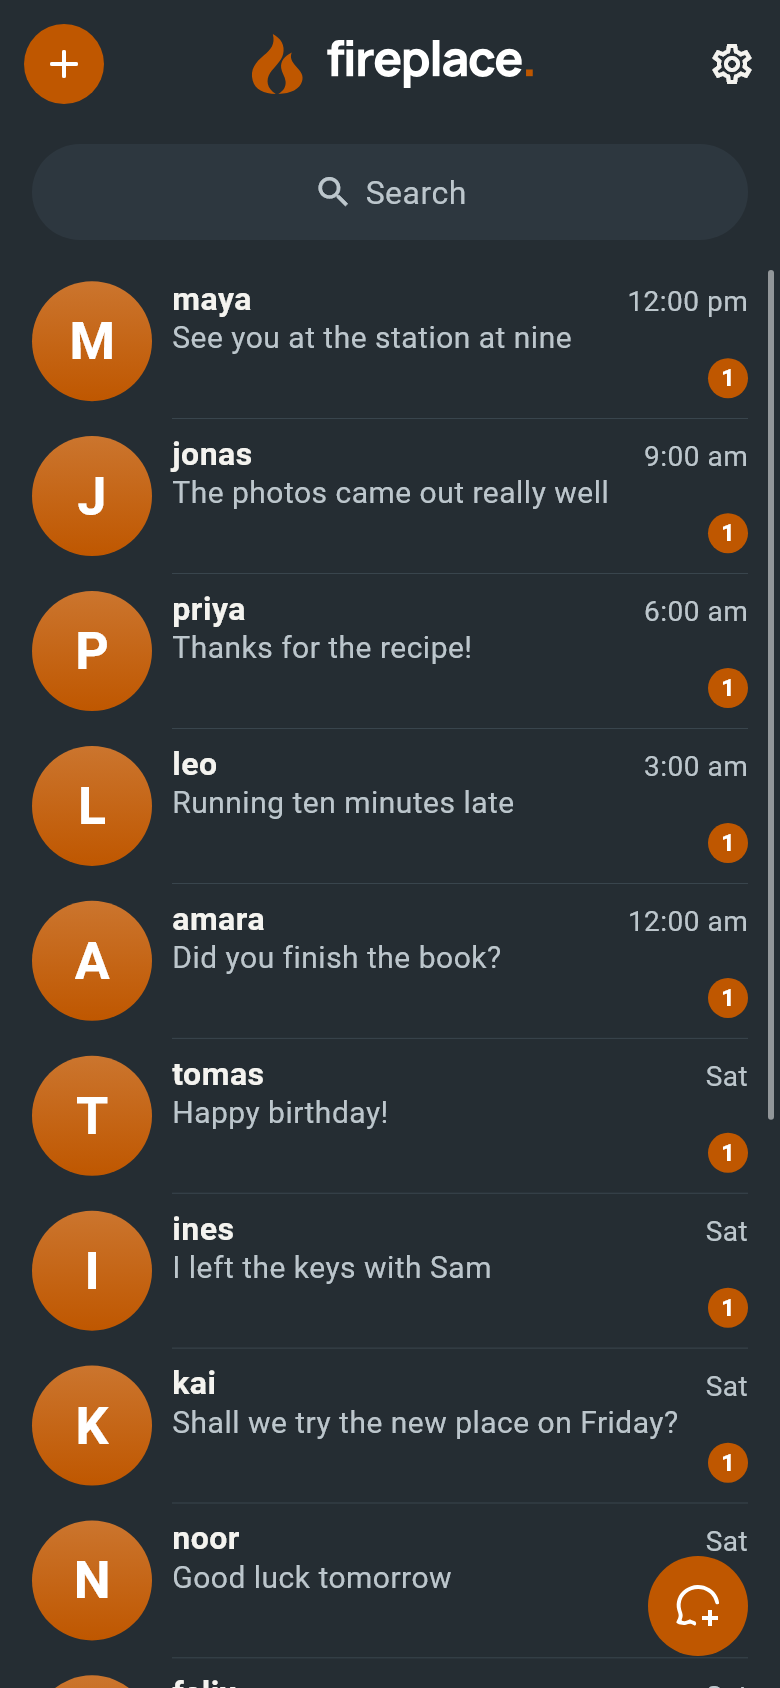 fireplace.
Search
M
maya
12:00 pm
See you at the station at nine
1
J
jonas
9:00 am
The photos came out really well
1
P
priya
6:00 am
Thanks for the recipe!
1
L
leo
3:00 am
Running ten minutes late
1
A
amara
12:00 am
Did you finish the book?
1
T
tomas
Sat
Happy birthday!
1
I
ines
Sat
I left the keys with Sam
1
K
kai
Sat
Shall we try the new place on Friday?
1
N
noor
Sat
Good luck tomorrow